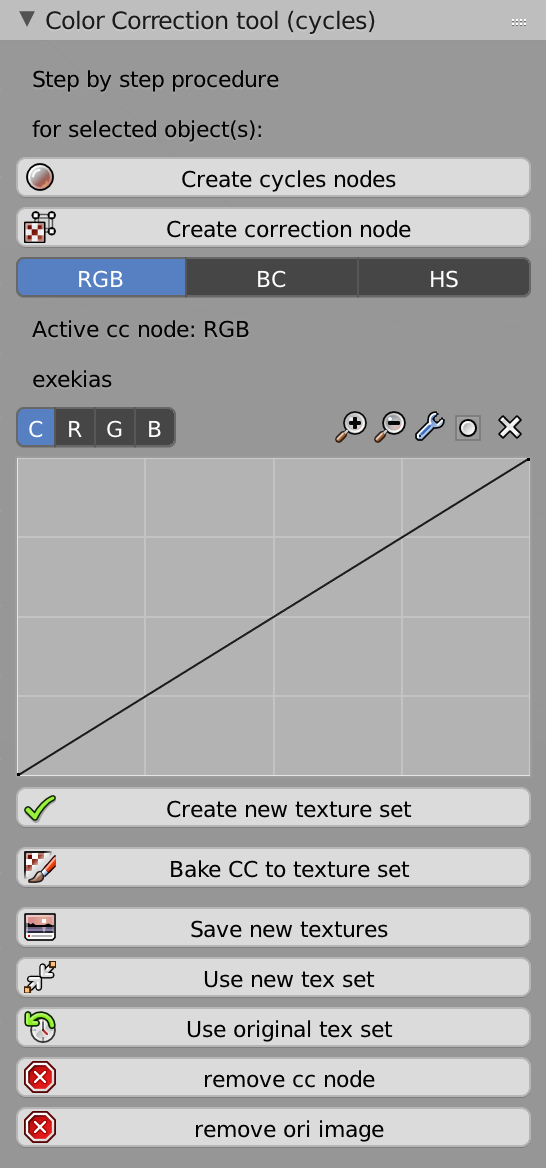 Color Correction tool (cycles)
Step by step procedure
for selected object(s):
Create cycles nodes
Create correction node
RGB BC HS
Active cc node: RGB
exekias
C R G B
Create new texture set
Bake CC to texture set
Save new textures
Use new tex set
Use original tex set
remove cc node
remove ori image